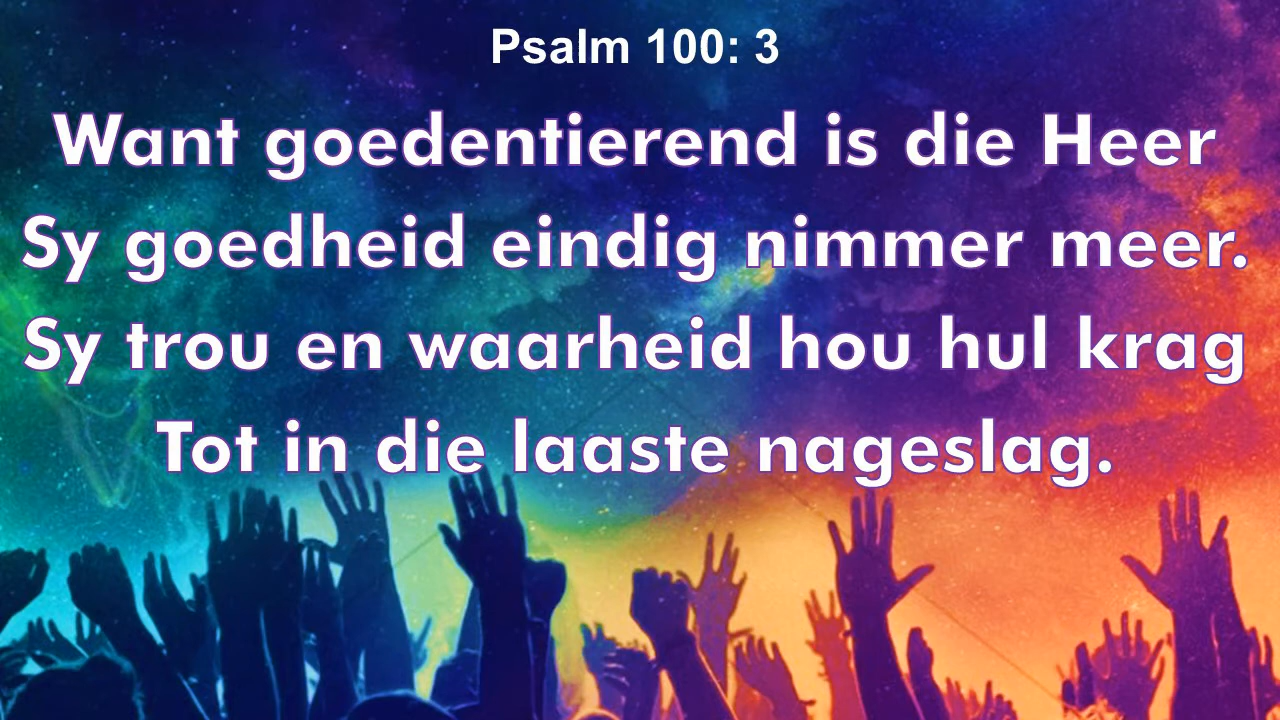 Psalm 100: 3
Want goedentierend is die Heer
Sy goedheid eindig nimmer meer.
Sy trou en waarheid hou hul krag
Tot in die laaste nageslag.